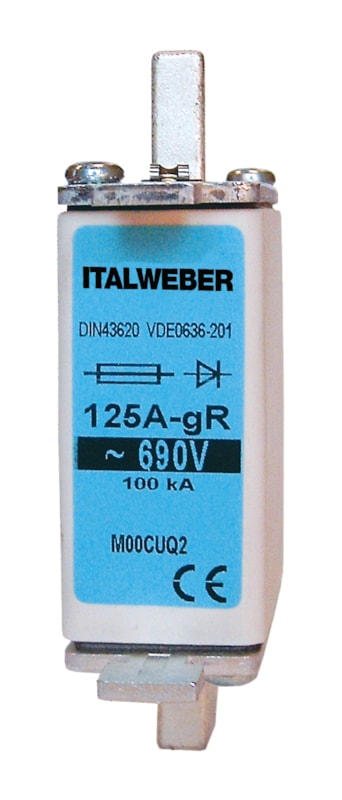 ITALWEBER
DIN43620 VDE0636-201
125A-gR
~ 690V
100 kA
M00CUQ2
CE